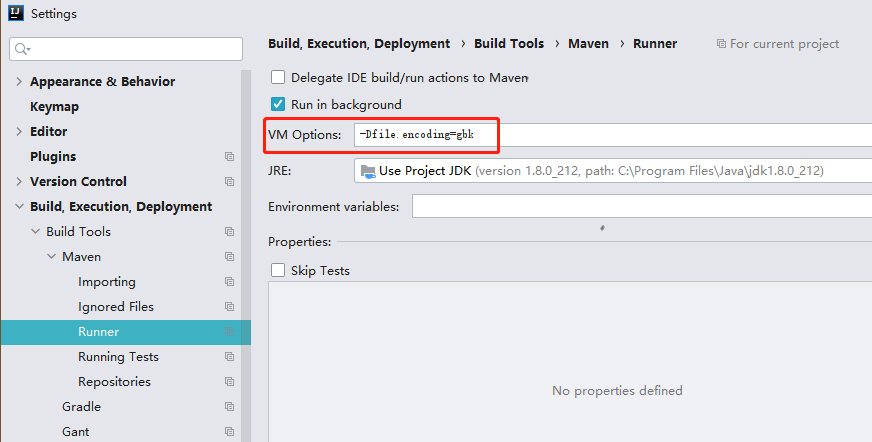 IJ
Settings
Build, Execution, Deployment › Build Tools › Maven › Runner For current project
Delegate IDE build/run actions to Maven
Run in background
VM Options: -Dfile.encoding=gbk
JRE: Use Project JDK (version 1.8.0_212, path: C:\Program Files\Java\jdk1.8.0_212)
Environment variables:
Properties:
Skip Tests
No properties defined
Appearance & Behavior
Keymap
Editor
Plugins
Version Control
Build, Execution, Deployment
Build Tools
Maven
Importing
Ignored Files
Runner
Running Tests
Repositories
Gradle
Gant